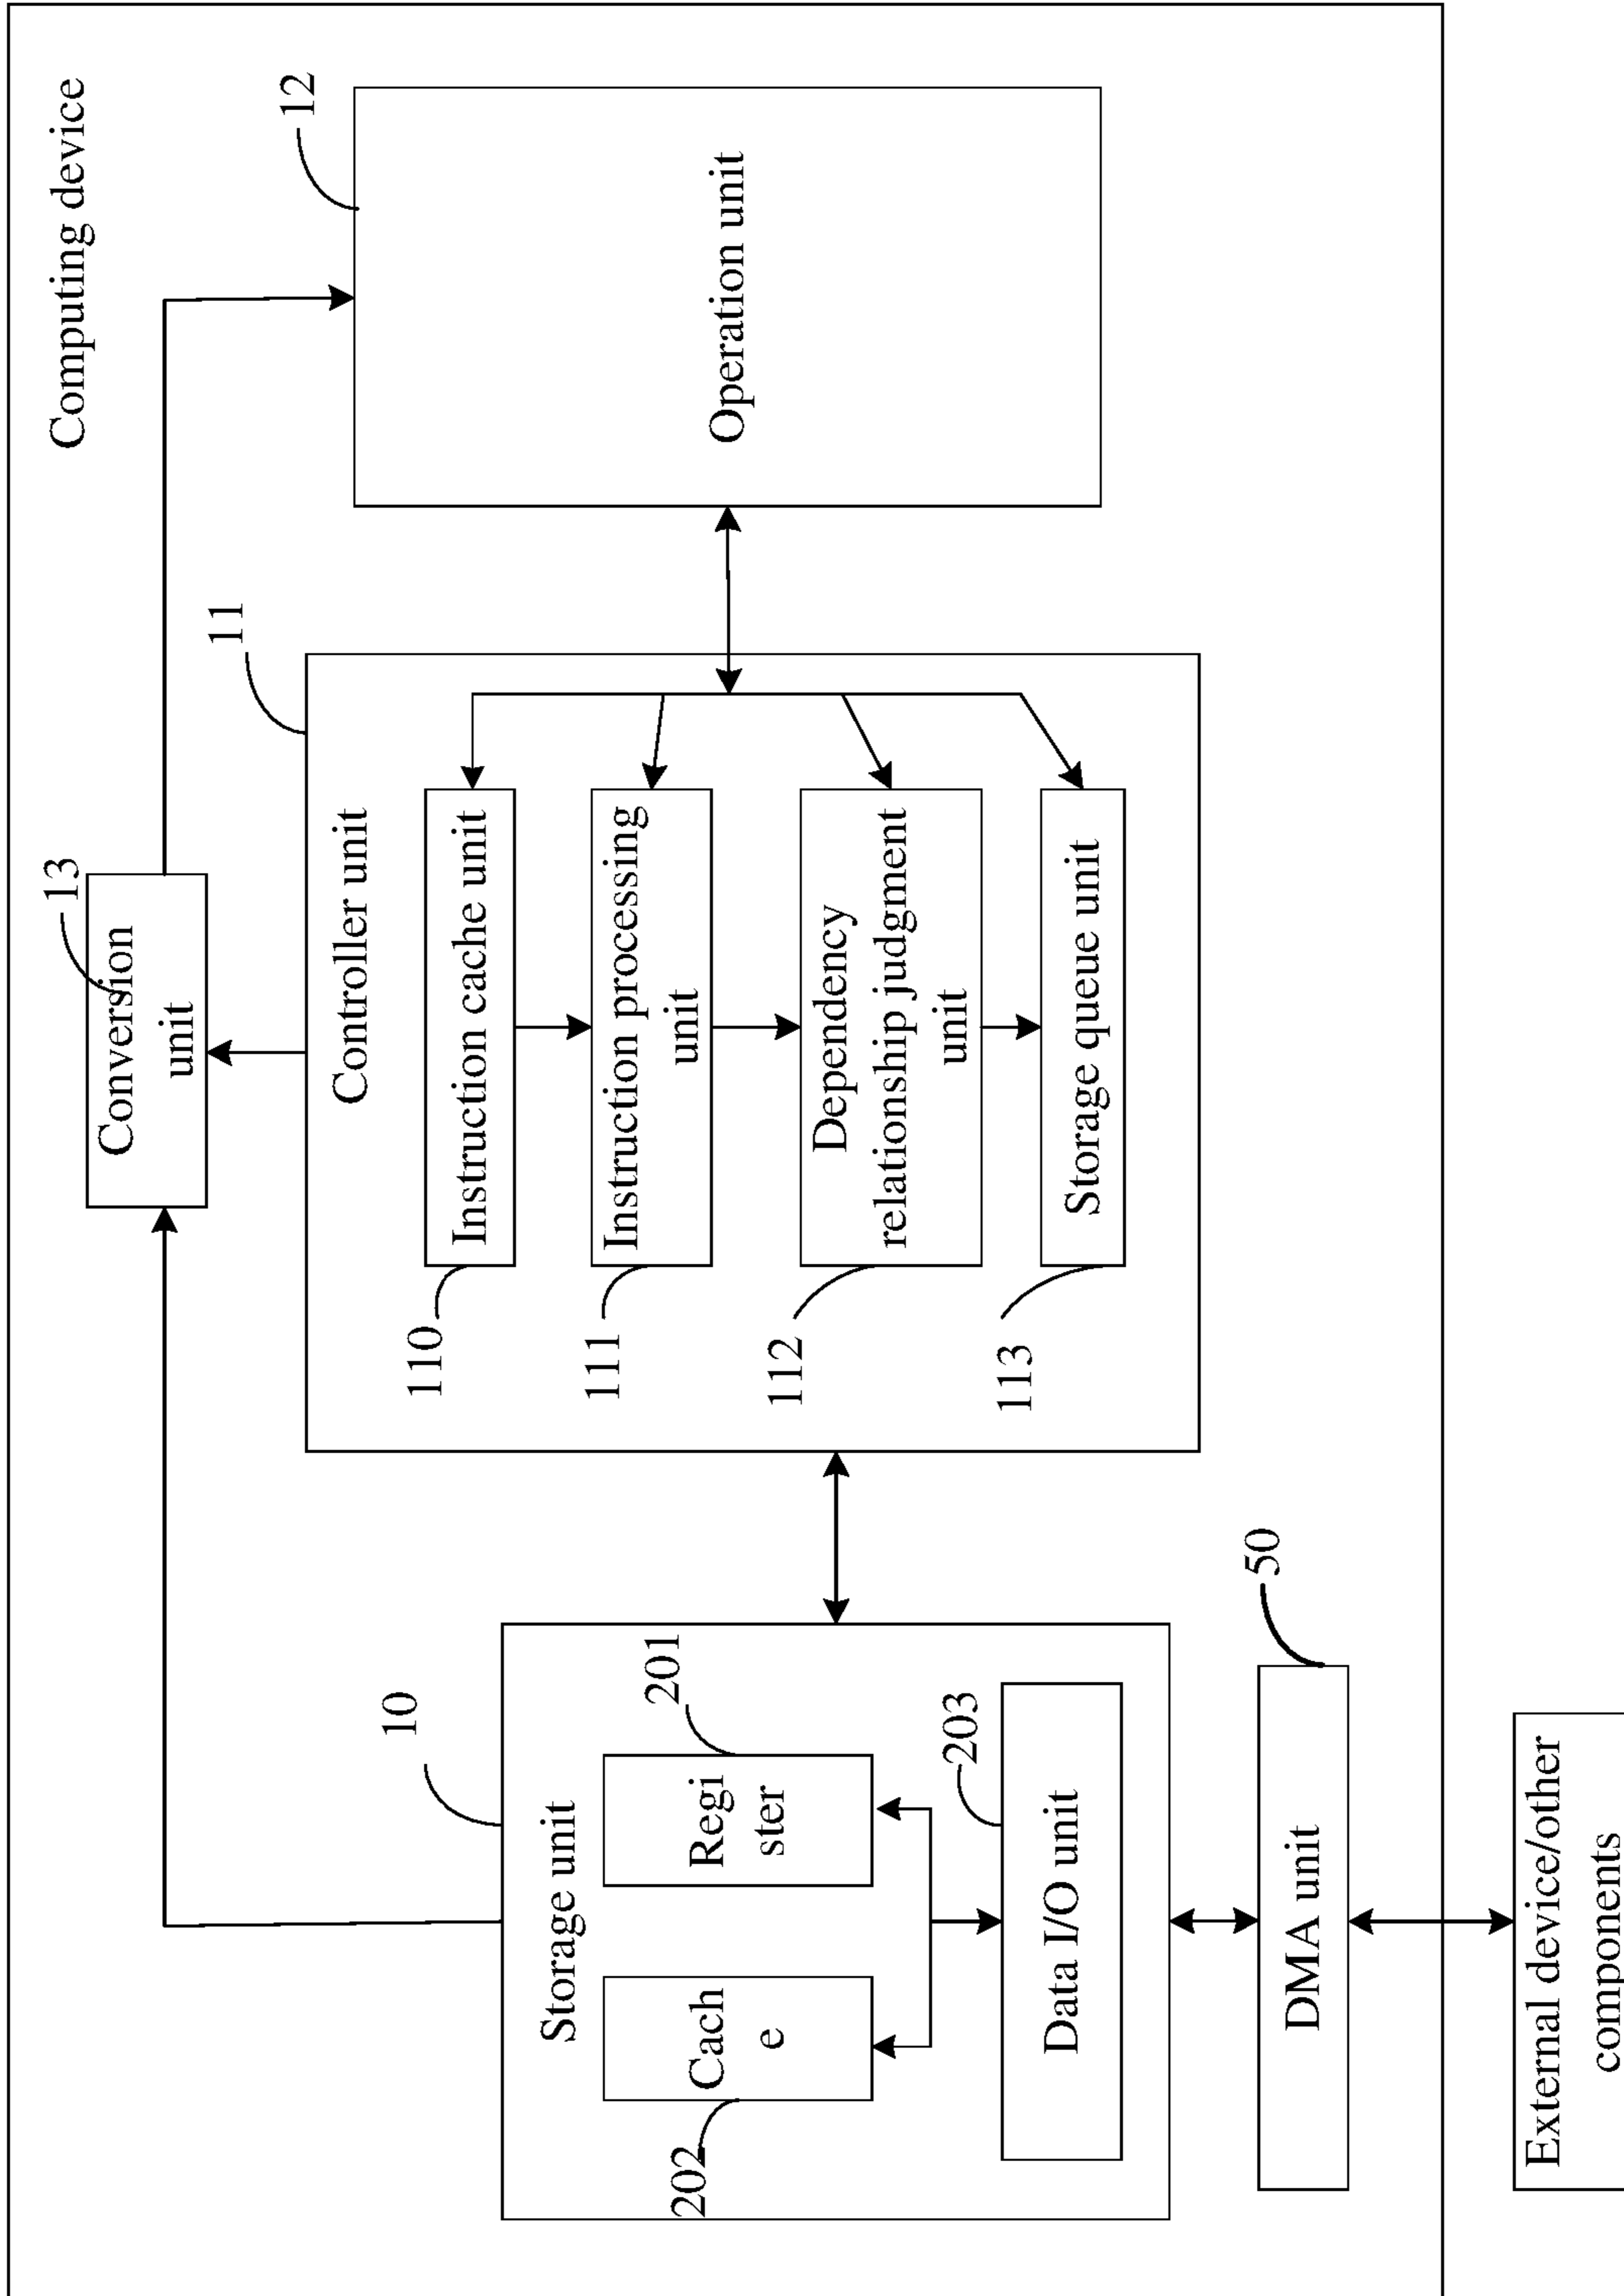 Computing device
13
Conversion
unit
11
12
Controller unit
Operation unit
110
Instruction cache unit
111
Instruction processing
unit
112
Dependency
relationship judgment
unit
113
Storage queue unit
10
Storage unit
202
Cach
e
201
Regi
ster
203
Data I/O unit
50
DMA unit
External device/other
components